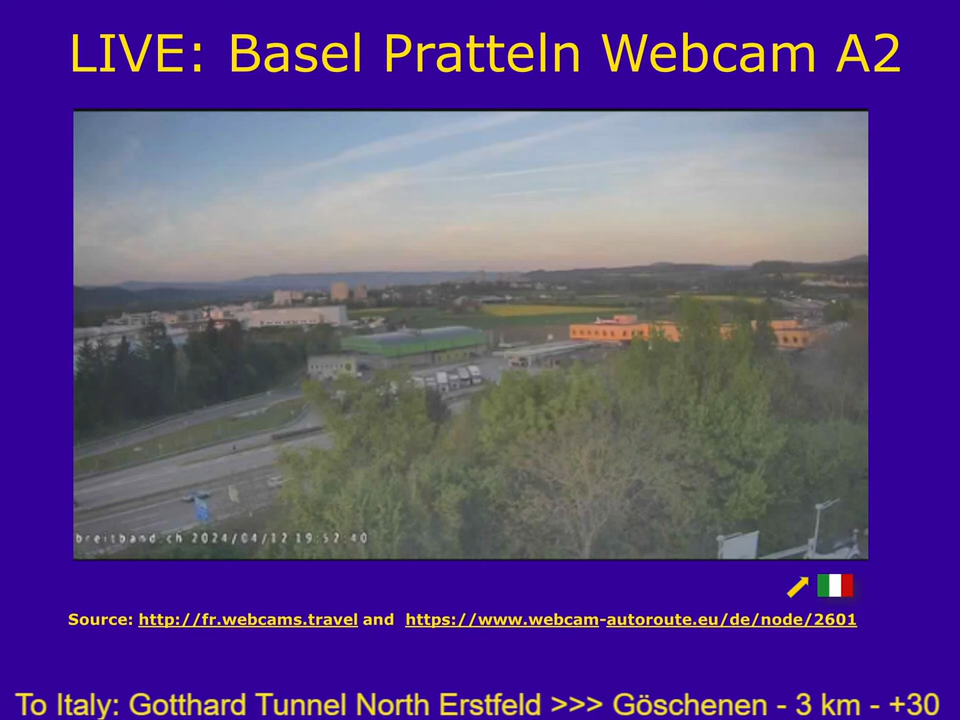 LIVE: Basel Pratteln Webcam A2
breitband.ch 2024/04/12 19:52:40
Source: http://fr.webcams.travel and https://www.webcam-autoroute.eu/de/node/2601
To Italy: Gotthard Tunnel North Erstfeld >>> Göschenen - 3 km - +30